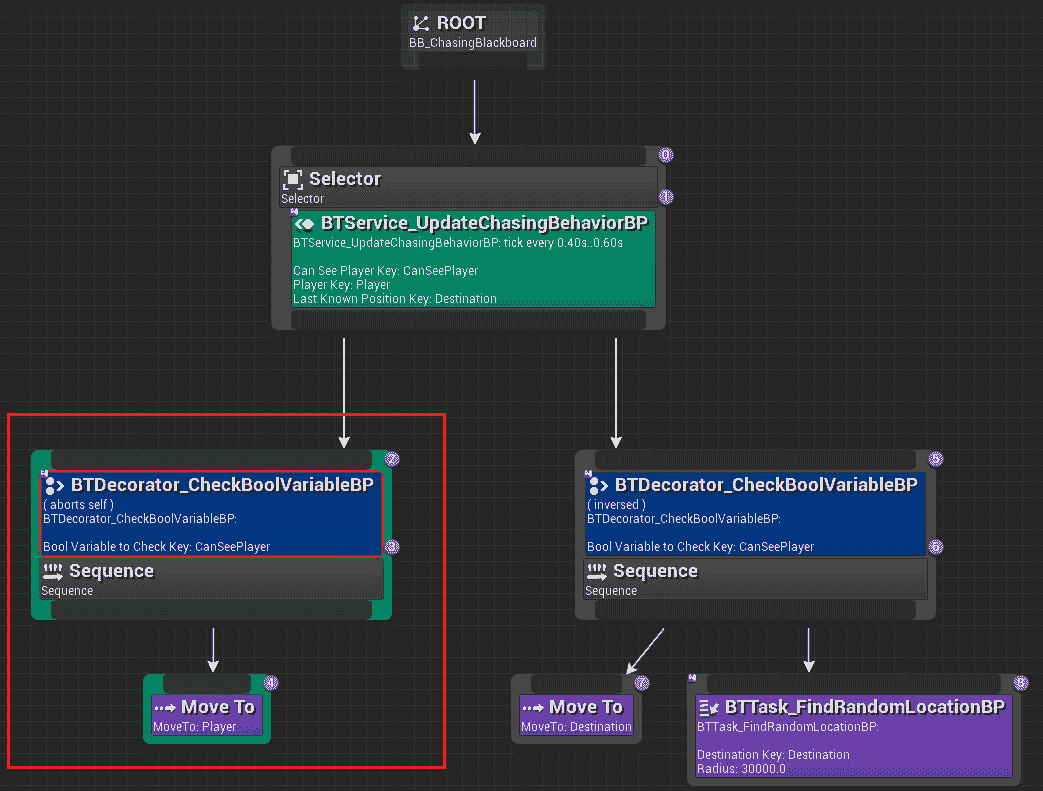 ROOT
BB_ChasingBlackboard
0
Selector
Selector
1
BTService_UpdateChasingBehaviorBP
BTService_UpdateChasingBehaviorBP: tick every 0.40s..0.60s
Can See Player Key: CanSeePlayer
Player Key: Player
Last Known Position Key: Destination
2
BTDecorator_CheckBoolVariableBP
( aborts self )
BTDecorator_CheckBoolVariableBP:
Bool Variable to Check Key: CanSeePlayer
3
Sequence
Sequence
4
Move To
MoveTo: Player
5
BTDecorator_CheckBoolVariableBP
( inversed )
BTDecorator_CheckBoolVariableBP:
Bool Variable to Check Key: CanSeePlayer
6
Sequence
Sequence
7
Move To
MoveTo: Destination
8
BTTask_FindRandomLocationBP
BTTask_FindRandomLocationBP:
Destination Key: Destination
Radius: 30000.0